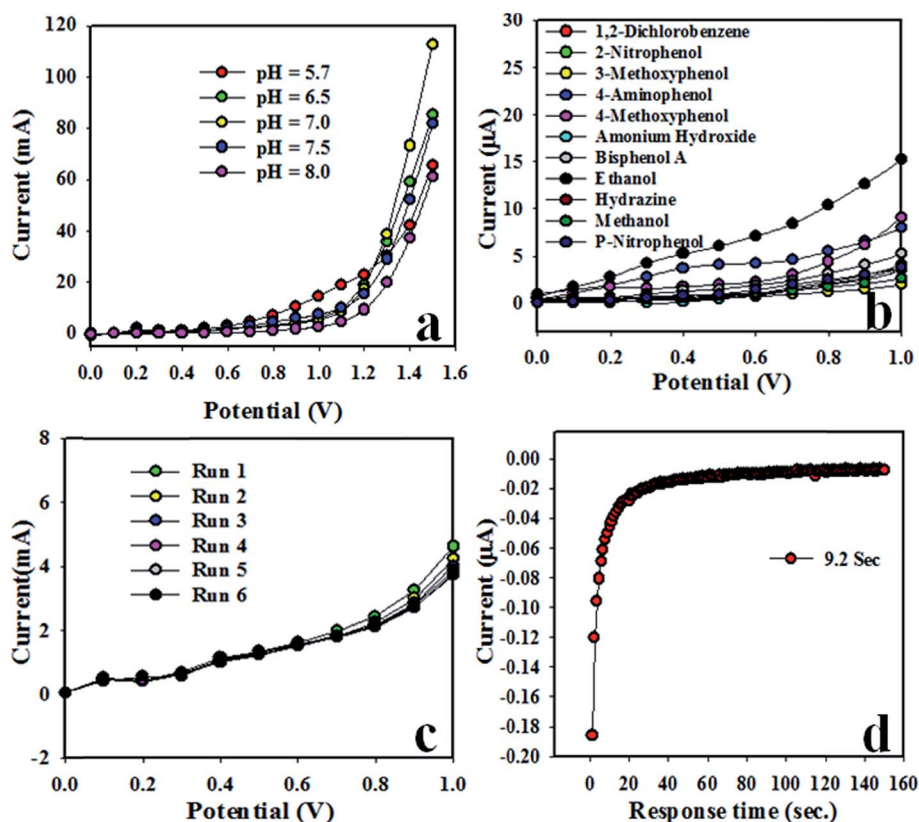 120
100
80
60
40
20
0
Current (mA)
pH = 5.7
pH = 6.5
pH = 7.0
pH = 7.5
pH = 8.0
a
0.0 0.2 0.4 0.6 0.8 1.0 1.2 1.4 1.6
Potential (V)
30
25
20
15
10
5
0
Current (µA)
1,2-Dichlorobenzene
2-Nitrophenol
3-Methoxyphenol
4-Aminophenol
4-Methoxyphenol
Amonium Hydroxide
Bisphenol A
Ethanol
Hydrazine
Methanol
P-Nitrophenol
b
0.0 0.2 0.4 0.6 0.8 1.0
Potential (V)
8
6
4
2
0
-2
Current(mA)
Run 1
Run 2
Run 3
Run 4
Run 5
Run 6
c
0.0 0.2 0.4 0.6 0.8 1.0
Potential (V)
0.00
-0.02
-0.04
-0.06
-0.08
-0.10
-0.12
-0.14
-0.16
-0.18
-0.20
Current (µA)
9.2 Sec
d
0 20 40 60 80 100 120 140 160
Response time (sec.)